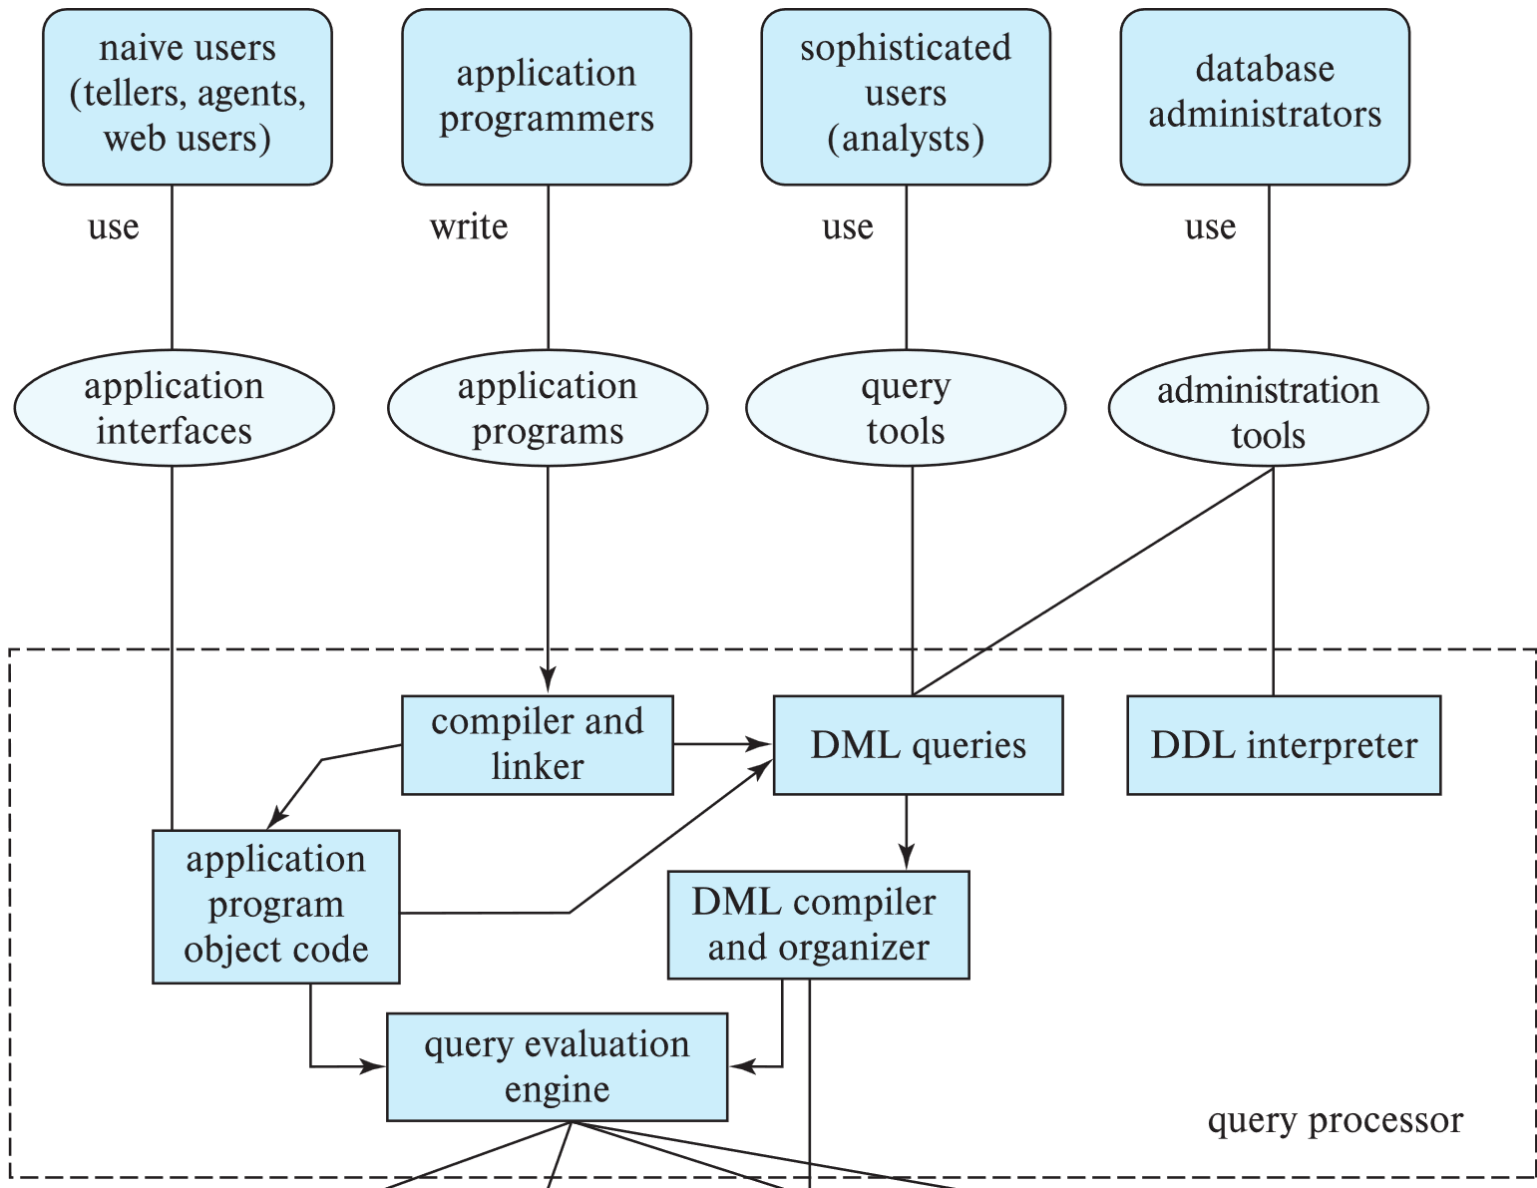 naive users
(tellers, agents,
web users)
application
programmers
sophisticated
users
(analysts)
database
administrators
use
write
use
use
application
interfaces
application
programs
query
tools
administration
tools
compiler and
linker
DML queries
DDL interpreter
application
program
object code
DML compiler
and organizer
query evaluation
engine
query processor